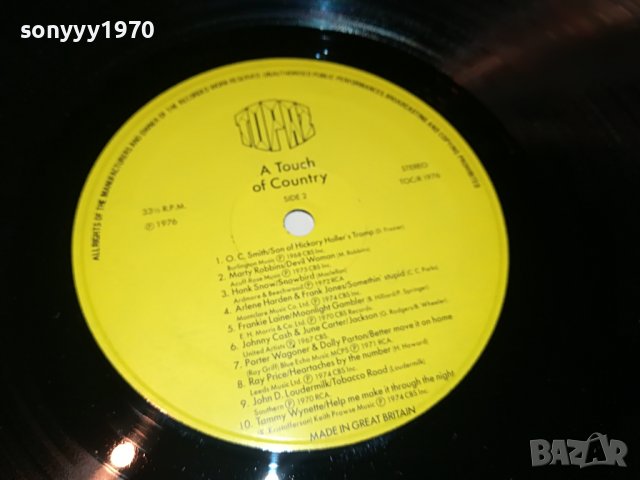 sonyyy1970
ALL RIGHTS OF THE MANUFACTURERS AND OWNER OF THE RECORDED WORK RESERVED. UNAUTHORISED PUBLIC PERFORMANCES BROADCASTING AND COPYING PROHIBITED
TOPAZ
A Touch
of Country
SIDE 2
33⅓ R.P.M.
℗ 1976
STEREO
TOC/R 1976
1. O. C. Smith/Son of Hickory Holler's Tramp (D. Frazier)
Burlington Music ℗ 1968 CBS Inc.
2. Marty Robbins/Devil Woman (M. Robbins)
Acuff Rose Music ℗ 1975 CBS Inc.
3. Hank Snow/Snowbird (Maclellan)
Ardmore & Beechwood ℗ 1972 RCA.
4. Arlene Harden & Frank Jones/Somethin' stupid (C. C. Parks)
Moonclare Music Co. Ltd. ℗ 1974 CBS Inc.
5. Frankie Laine/Moonlight Gambler (B. Hilliard/P. Springer)
E. H. Morris & Co. Ltd. ℗ 1970 CBS Records.
6. Johnny Cash & June Carter/Jackson (G. Rodgers/B. Wheeler)
United Artists ℗ 1967 CBS.
7. Porter Wagoner & Dolly Parton/Better move it on home
(Ray Griff) Blue Echo Music MCPS ℗ 1971 RCA.
8. Ray Price/Heartaches by the number (H. Howard)
Leeds Music Ltd. ℗ 1974 CBS Inc.
9. John D. Loudermilk/Tobacco Road (Loudermilk)
Southern ℗ 1970 RCA.
10. Tammy Wynette/Help me make it through the night
(K. Kristofferson) Keith Prowse Music ℗ 1974 CBS Inc.
MADE IN GREAT BRITAIN
BAZAR